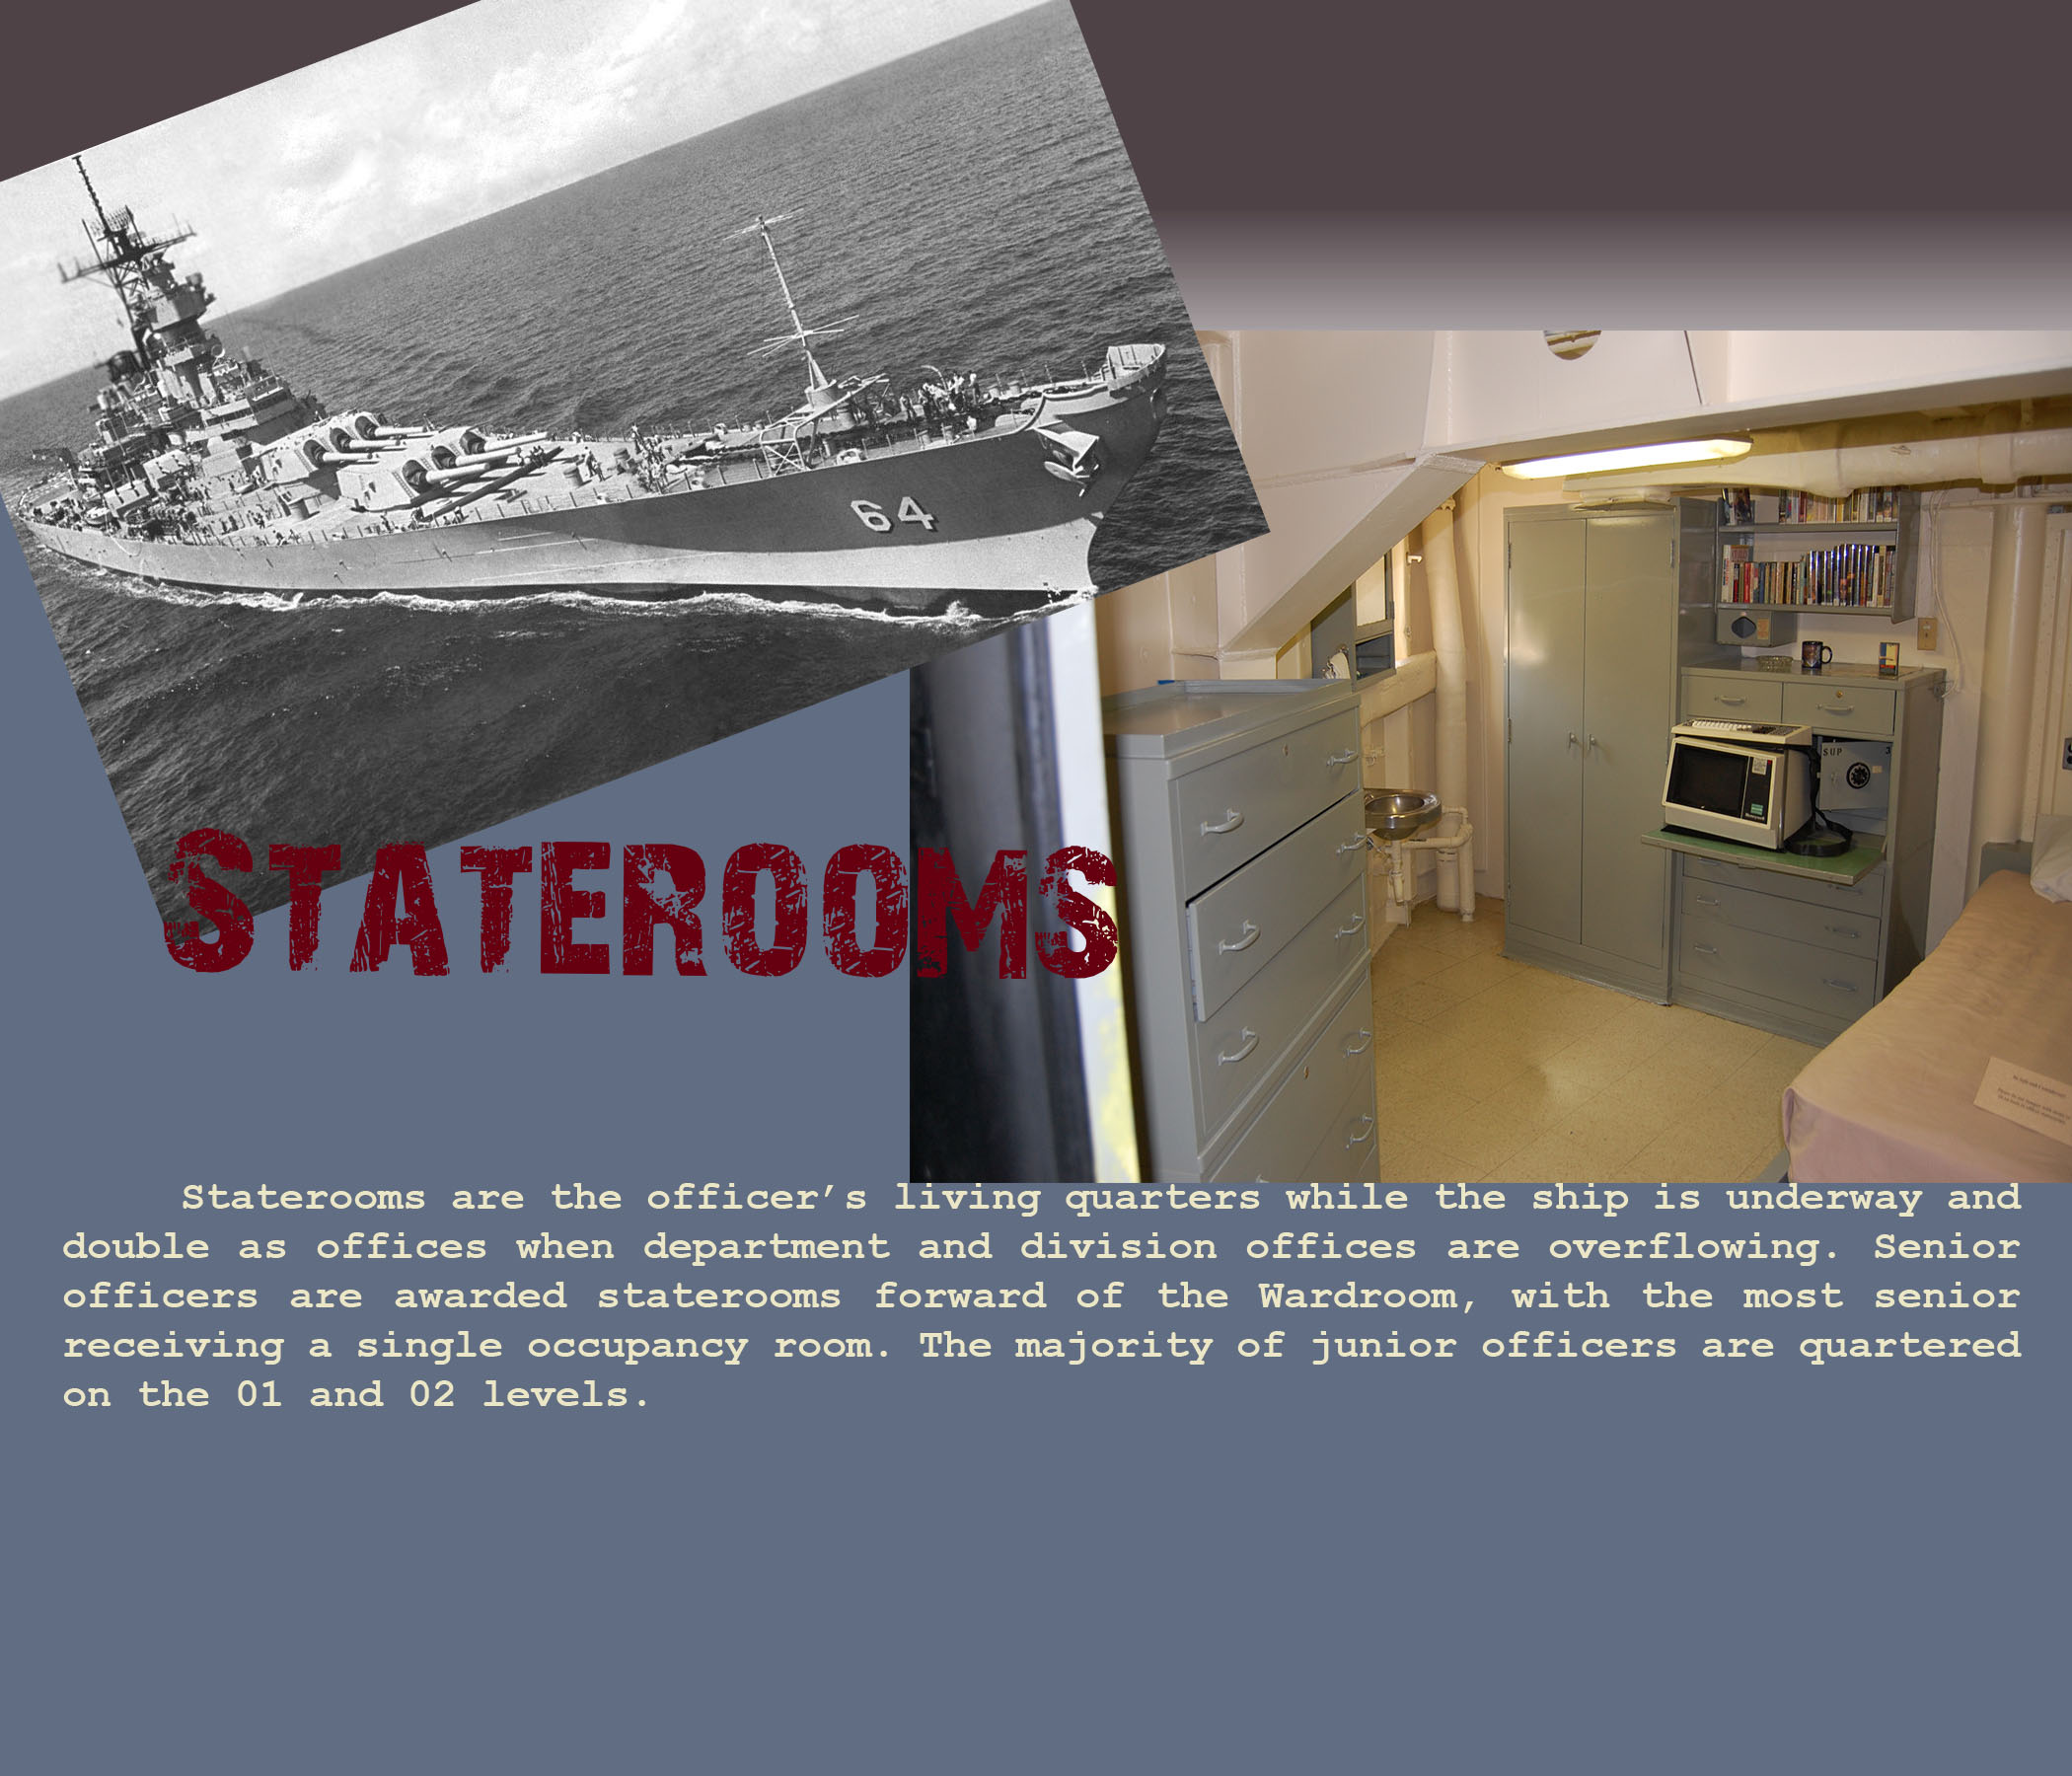 64
SUP 3
STATEROOMS
Staterooms are the officer’s living quarters while the ship is underway and
double as offices when department and division offices are overflowing. Senior
officers are awarded staterooms forward of the Wardroom, with the most senior
receiving a single occupancy room. The majority of junior officers are quartered
on the 01 and 02 levels.